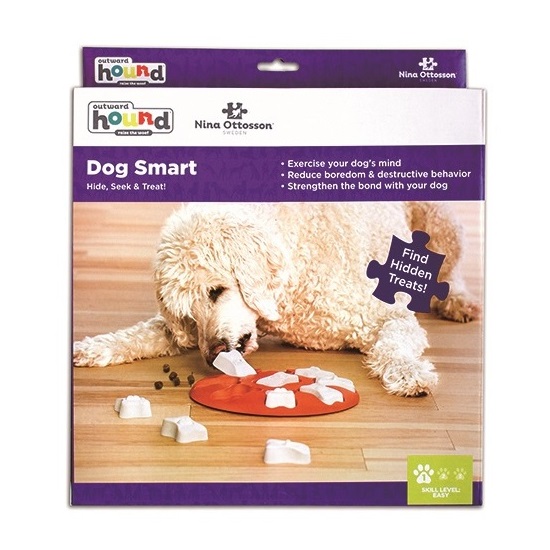 outward
hound
RAISE THE WOOF
Nina Ottosson
SWEDEN
outward
hound
RAISE THE WOOF
Nina Ottosson
SWEDEN
Dog Smart
Hide, Seek & Treat!
• Exercise your dog's mind
• Reduce boredom & destructive behavior
• Strengthen the bond with your dog
Find
Hidden
Treats!
1
SKILL LEVEL:
EASY